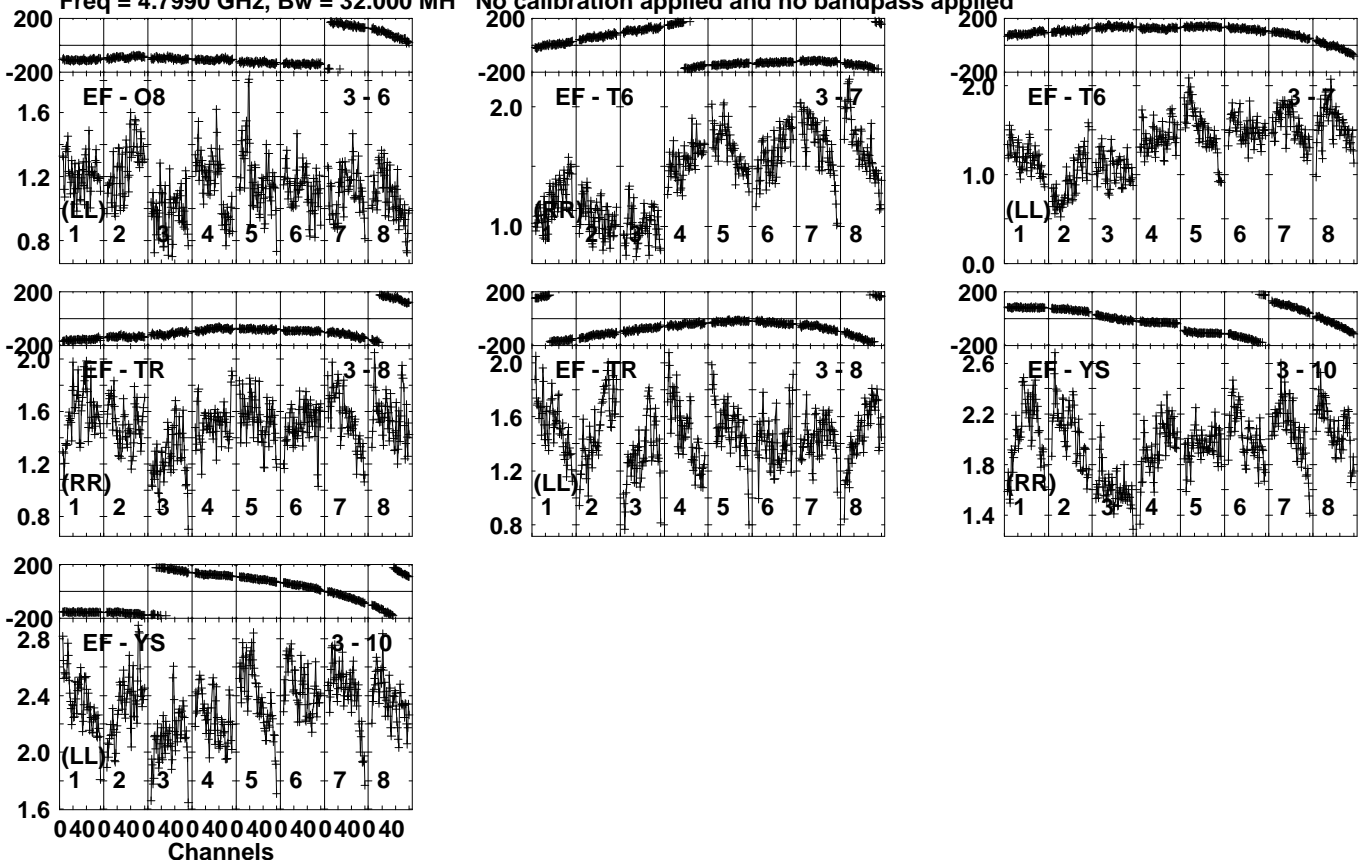 Freq = 4.7990 GHz, Bw = 32.000 MH No calibration applied and no bandpass applied
200
-200
1.6
1.2
0.8
EF - O8
3 - 6
(LL)
1 2 3 4 5 6 7 8
200
-200
2.0
1.0
EF - T6
3 - 7
(RR)
1 2 3 4 5 6 7 8
200
-200
2.0
1.0
0.0
EF - T6
3 - 7
(LL)
1 2 3 4 5 6 7 8
200
-200
2.0
1.6
1.2
0.8
EF - TR
3 - 8
(RR)
1 2 3 4 5 6 7 8
200
-200
2.0
1.6
1.2
0.8
EF - TR
3 - 8
(LL)
1 2 3 4 5 6 7 8
200
-200
2.6
2.2
1.8
1.4
EF - YS
3 - 10
(RR)
1 2 3 4 5 6 7 8
200
-200
2.8
2.4
2.0
1.6
EF - YS
3 - 10
(LL)
1 2 3 4 5 6 7 8
0 40 0 40 0 40 0 40 0 40 0 40 0 40 0 40
Channels